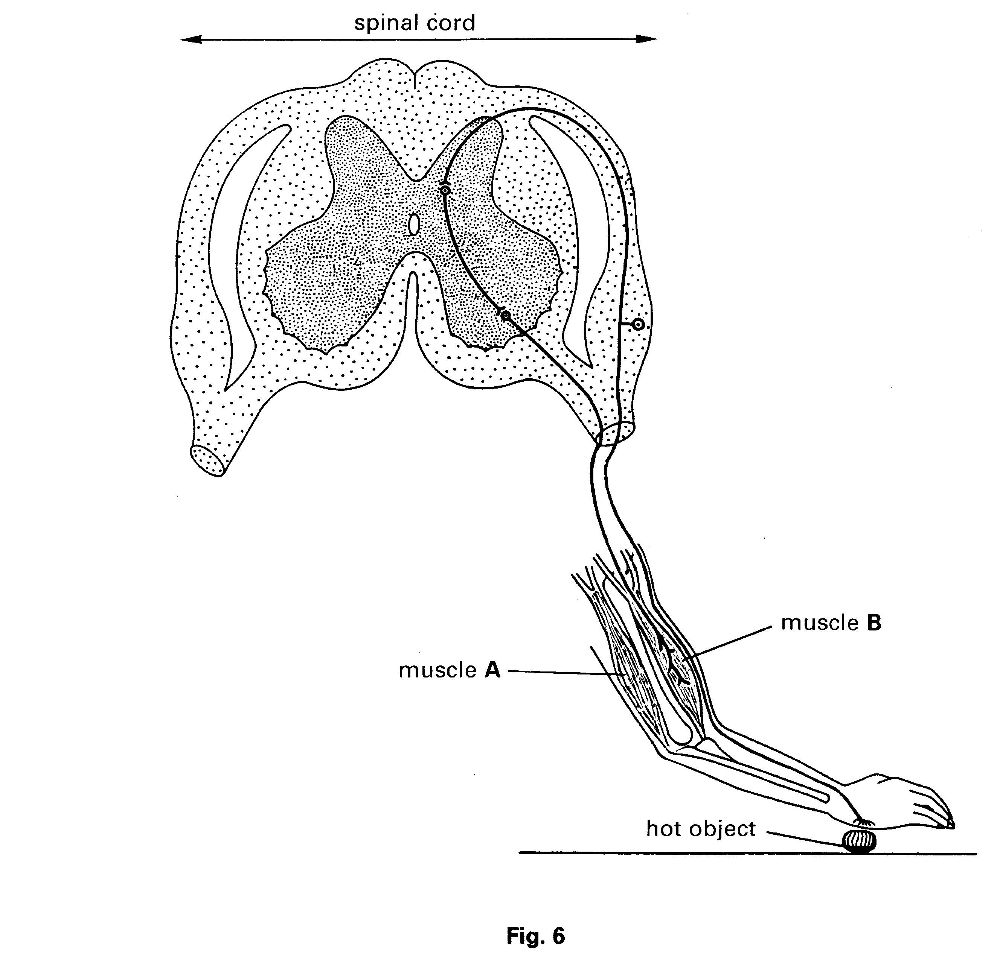 spinal cord
muscle B
muscle A
hot object
Fig. 6